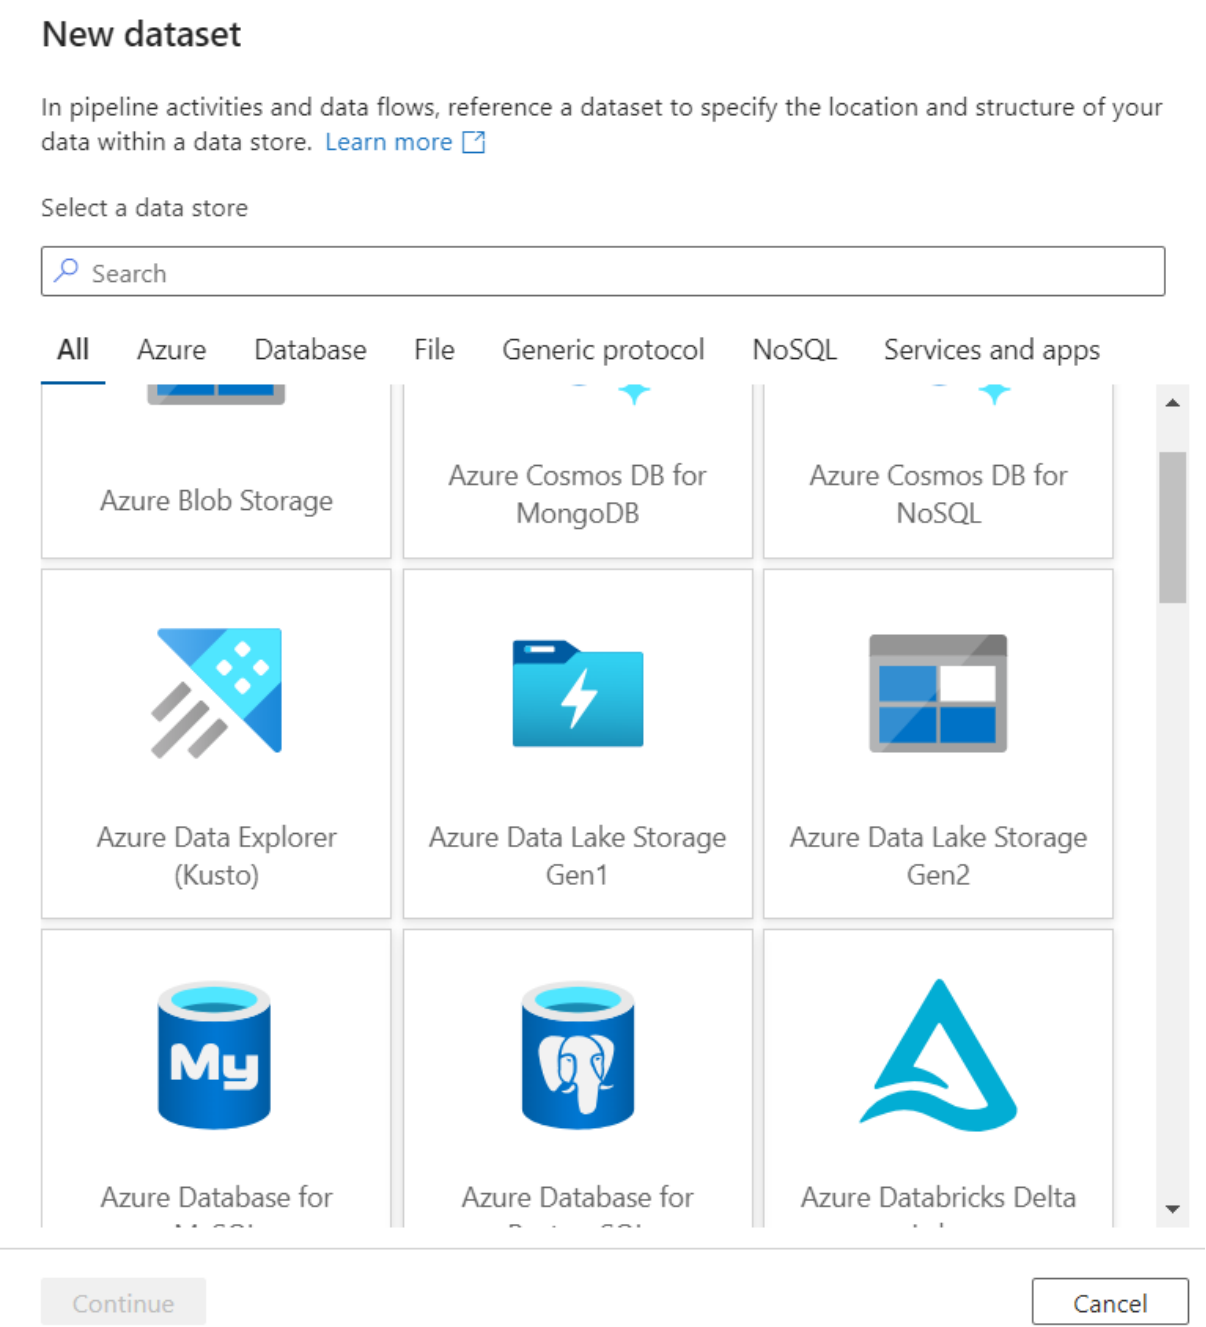 New dataset
In pipeline activities and data flows, reference a dataset to specify the location and structure of your
data within a data store. Learn more
Select a data store
Search
All Azure Database File Generic protocol NoSQL Services and apps
Azure Blob Storage
Azure Cosmos DB for
MongoDB
Azure Cosmos DB for
NoSQL
Azure Data Explorer
(Kusto)
Azure Data Lake Storage
Gen1
Azure Data Lake Storage
Gen2
My
Azure Database for
Azure Database for
Azure Databricks Delta
Continue
Cancel